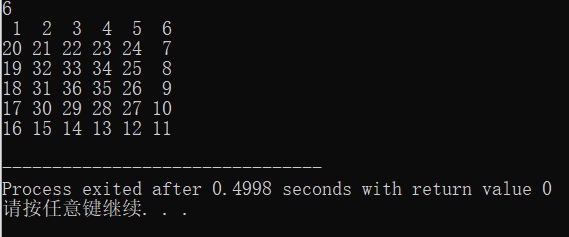 6
 1  2  3  4  5  6
20 21 22 23 24  7
19 32 33 34 25  8
18 31 36 35 26  9
17 30 29 28 27 10
16 15 14 13 12 11
--------------------------------
Process exited after 0.4998 seconds with return value 0
请按任意键继续. . .